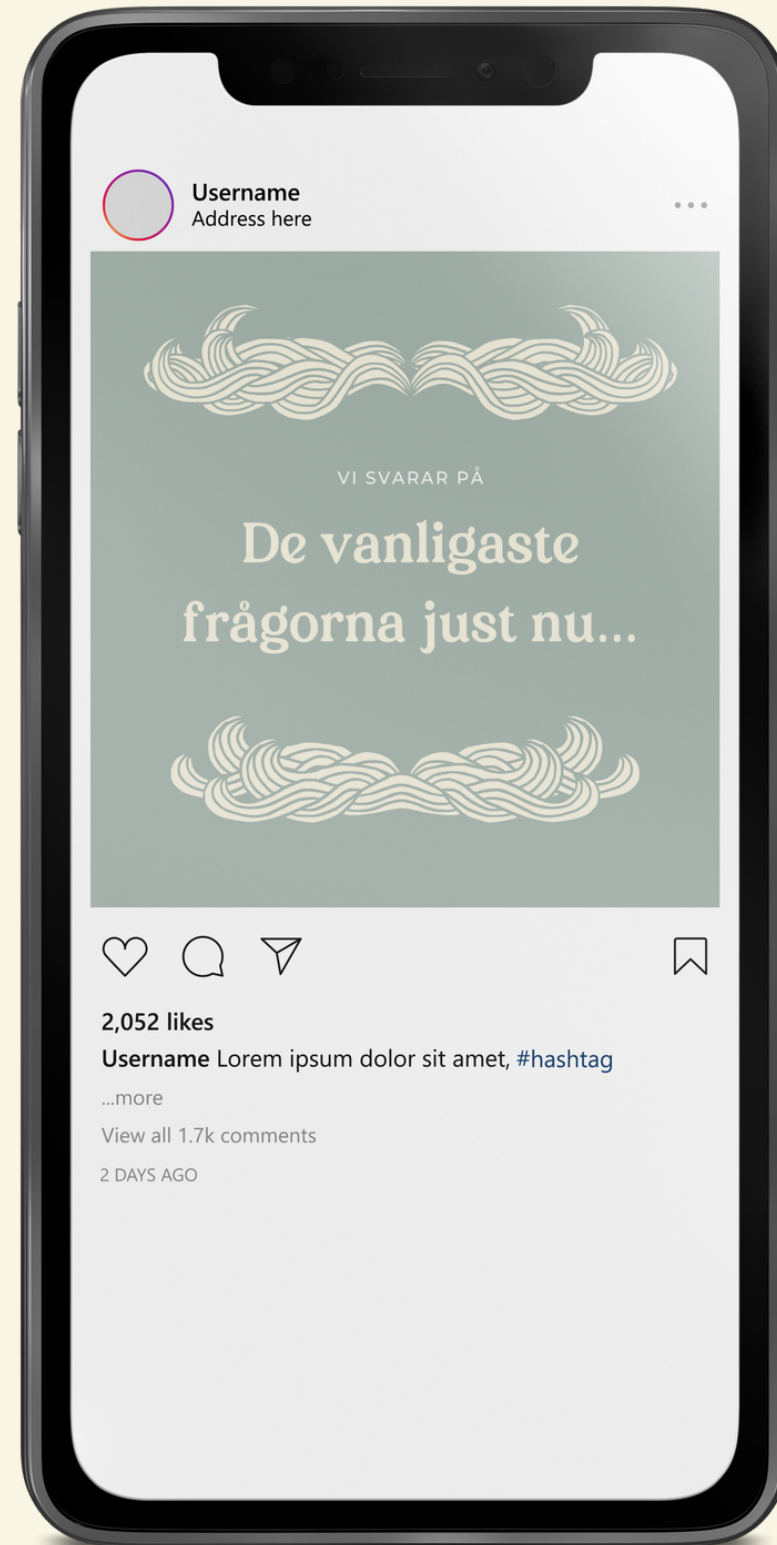 Username
Address here
VI SVARAR PÅ
De vanligaste
frågorna just nu...
2,052 likes
Username Lorem ipsum dolor sit amet, #hashtag
...more
View all 1.7k comments
2 DAYS AGO